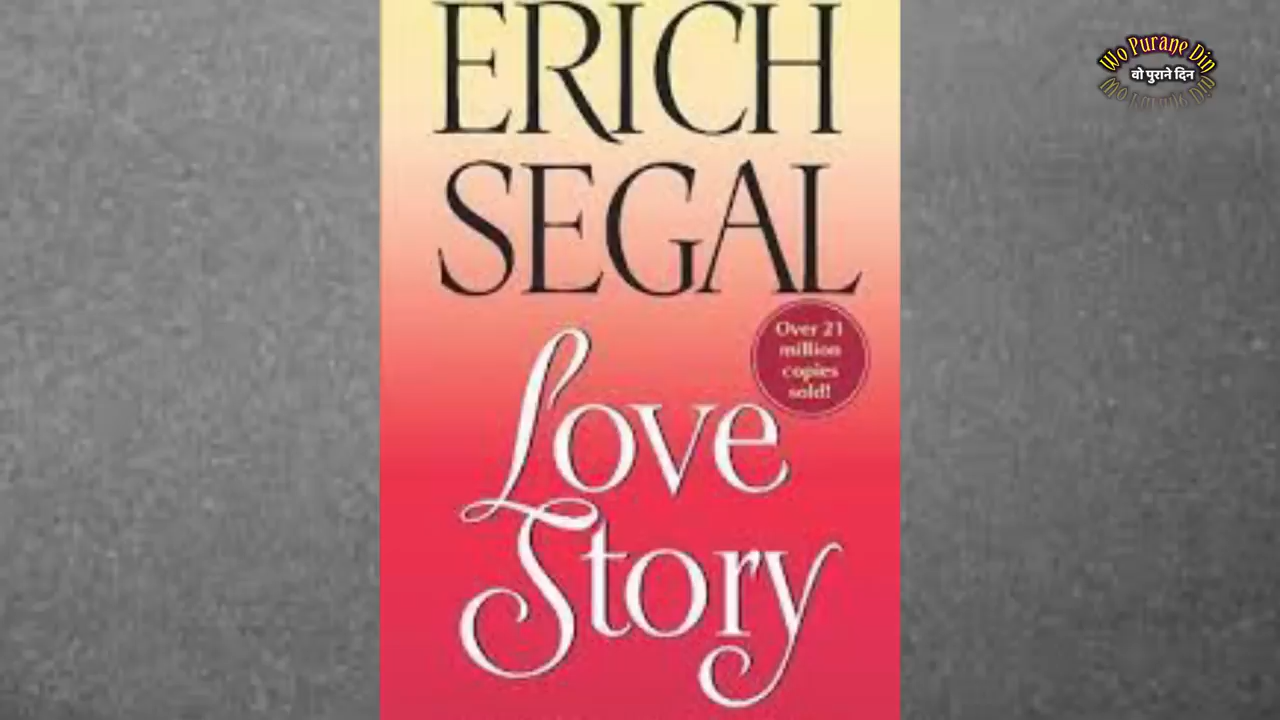 ERICH
SEGAL
Over 21
million
copies
sold!
Love
Story
Wo Purane Din
वो पुराने दिन